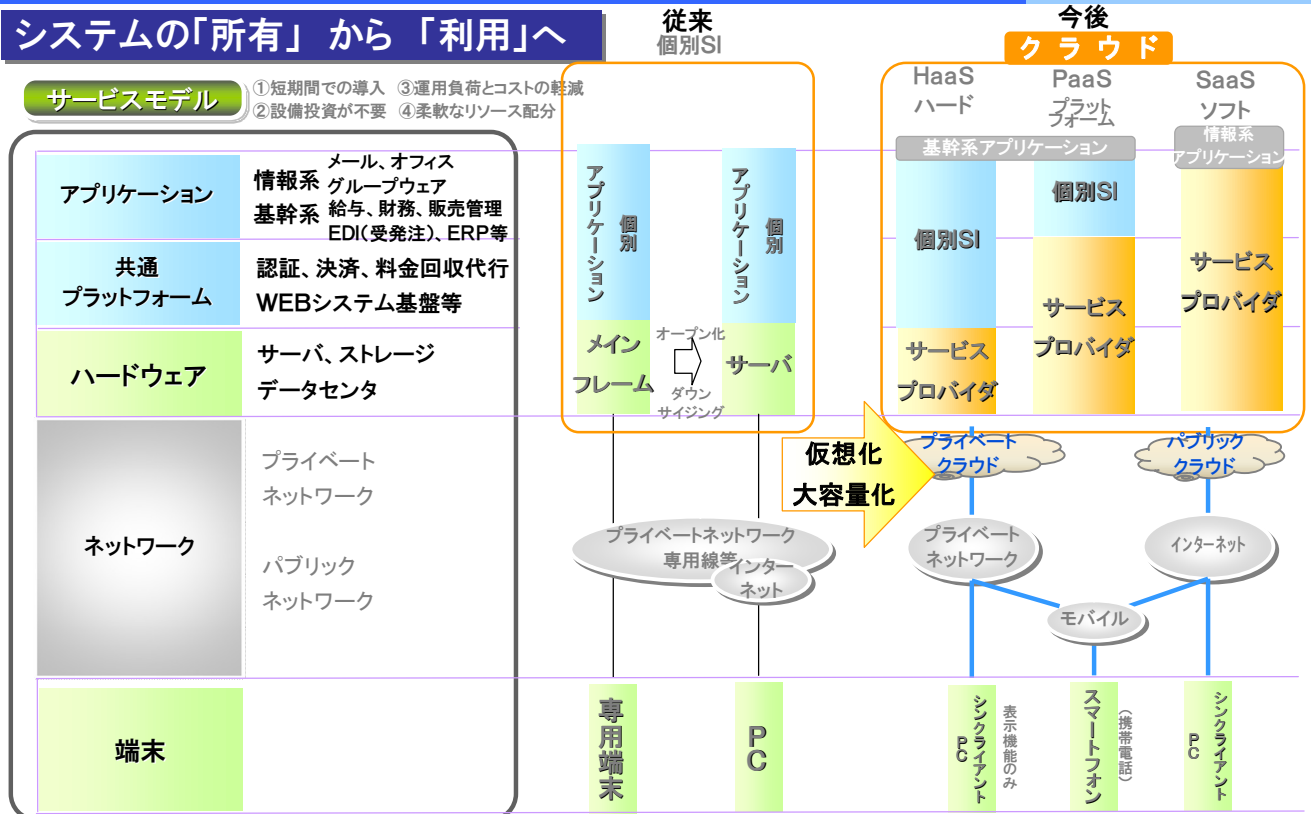 システムの「所有」 から 「利用」へ
従来
個別SI
今後
クラウド
サービスモデル
①短期間での導入 ③運用負荷とコストの軽減
②設備投資が不要 ④柔軟なリソース配分
HaaS
ハード
PaaS
プラット
フォーム
SaaS
ソフト
基幹系アプリケーション
情報系
アプリケーション
アプリケーション
情報系
メール、オフィス
グループウェア
基幹系
給与、財務、販売管理
EDI(受発注)、ERP等
共通
プラットフォーム
認証、決済、料金回収代行
WEBシステム基盤等
ハードウェア
サーバ、ストレージ
データセンタ
個別
アプリケーション
メイン
フレーム
オープン化
ダウン
サイジング
個別
アプリケーション
サーバ
個別SI
サービス
プロバイダ
個別SI
サービス
プロバイダ
サービス
プロバイダ
仮想化
大容量化
プライベート
クラウド
パブリック
クラウド
ネットワーク
プライベート
ネットワーク
パブリック
ネットワーク
プライベートネットワーク
専用線等
インター
ネット
プライベート
ネットワーク
インターネット
モバイル
端末
専用端末
PC
シンクライアント
PC
表示機能のみ
スマートフォン
(携帯電話)
シンクライアント
PC